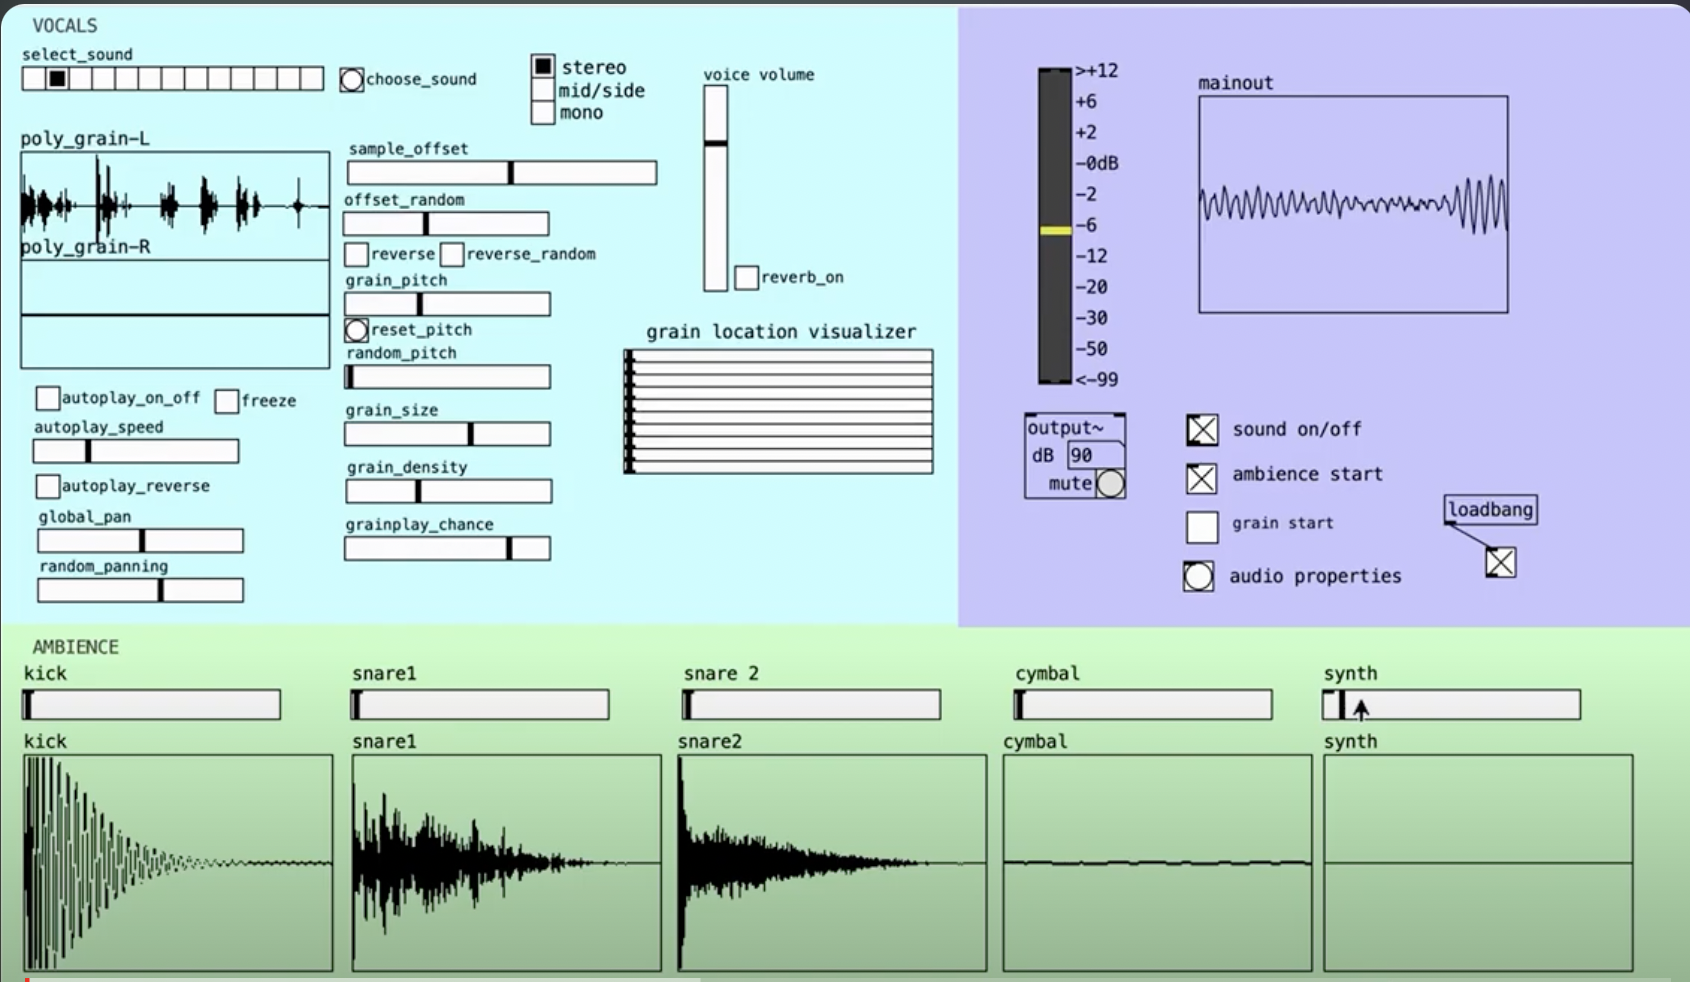 VOCALS
select_sound
choose_sound
stereo
mid/side
mono
voice volume
poly_grain-L
poly_grain-R
sample_offset
offset_random
reverse
reverse_random
grain_pitch
reset_pitch
random_pitch
grain_size
grain_density
grainplay_chance
reverb_on
grain location visualizer
autoplay_on_off
freeze
autoplay_speed
autoplay_reverse
global_pan
random_panning
>+12
+6
+2
-0dB
-2
-6
-12
-20
-30
-50
<-99
mainout
output~
dB 90
mute
sound on/off
ambience start
grain start
audio properties
loadbang
AMBIENCE
kick
snare1
snare 2
cymbal
synth
kick
snare1
snare2
cymbal
synth